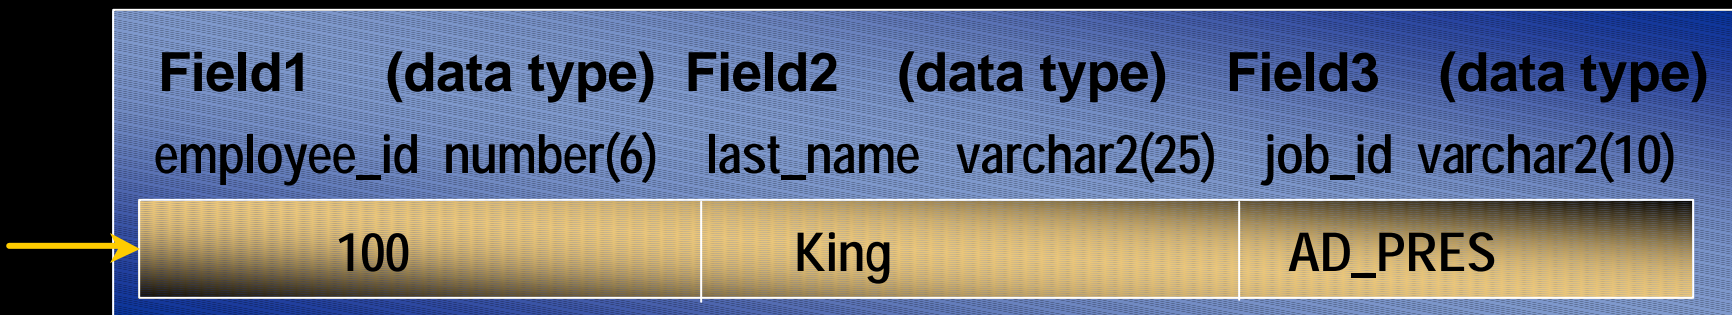 Field1 (data type) Field2 (data type) Field3 (data type)
employee_id number(6) last_name varchar2(25) job_id varchar2(10)
100 King AD_PRES